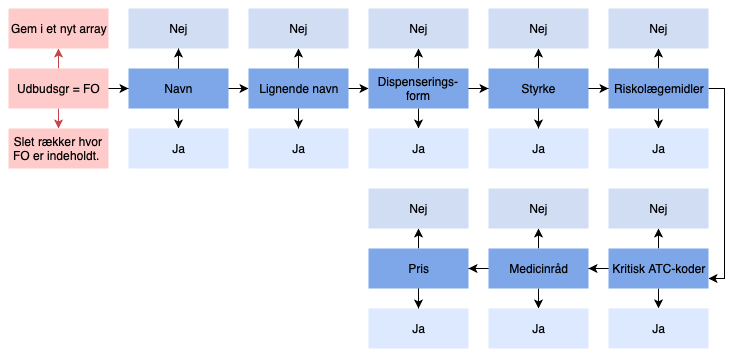 Gem i et nyt array
Nej
Nej
Nej
Nej
Nej
Udbudsgr = FO
Navn
Lignende navn
Dispenserings-
form
Styrke
Riskolægemidler
Slet rækker hvor
FO er indeholdt.
Ja
Ja
Ja
Ja
Ja
Nej
Nej
Nej
Pris
Medicinråd
Kritisk ATC-koder
Ja
Ja
Ja